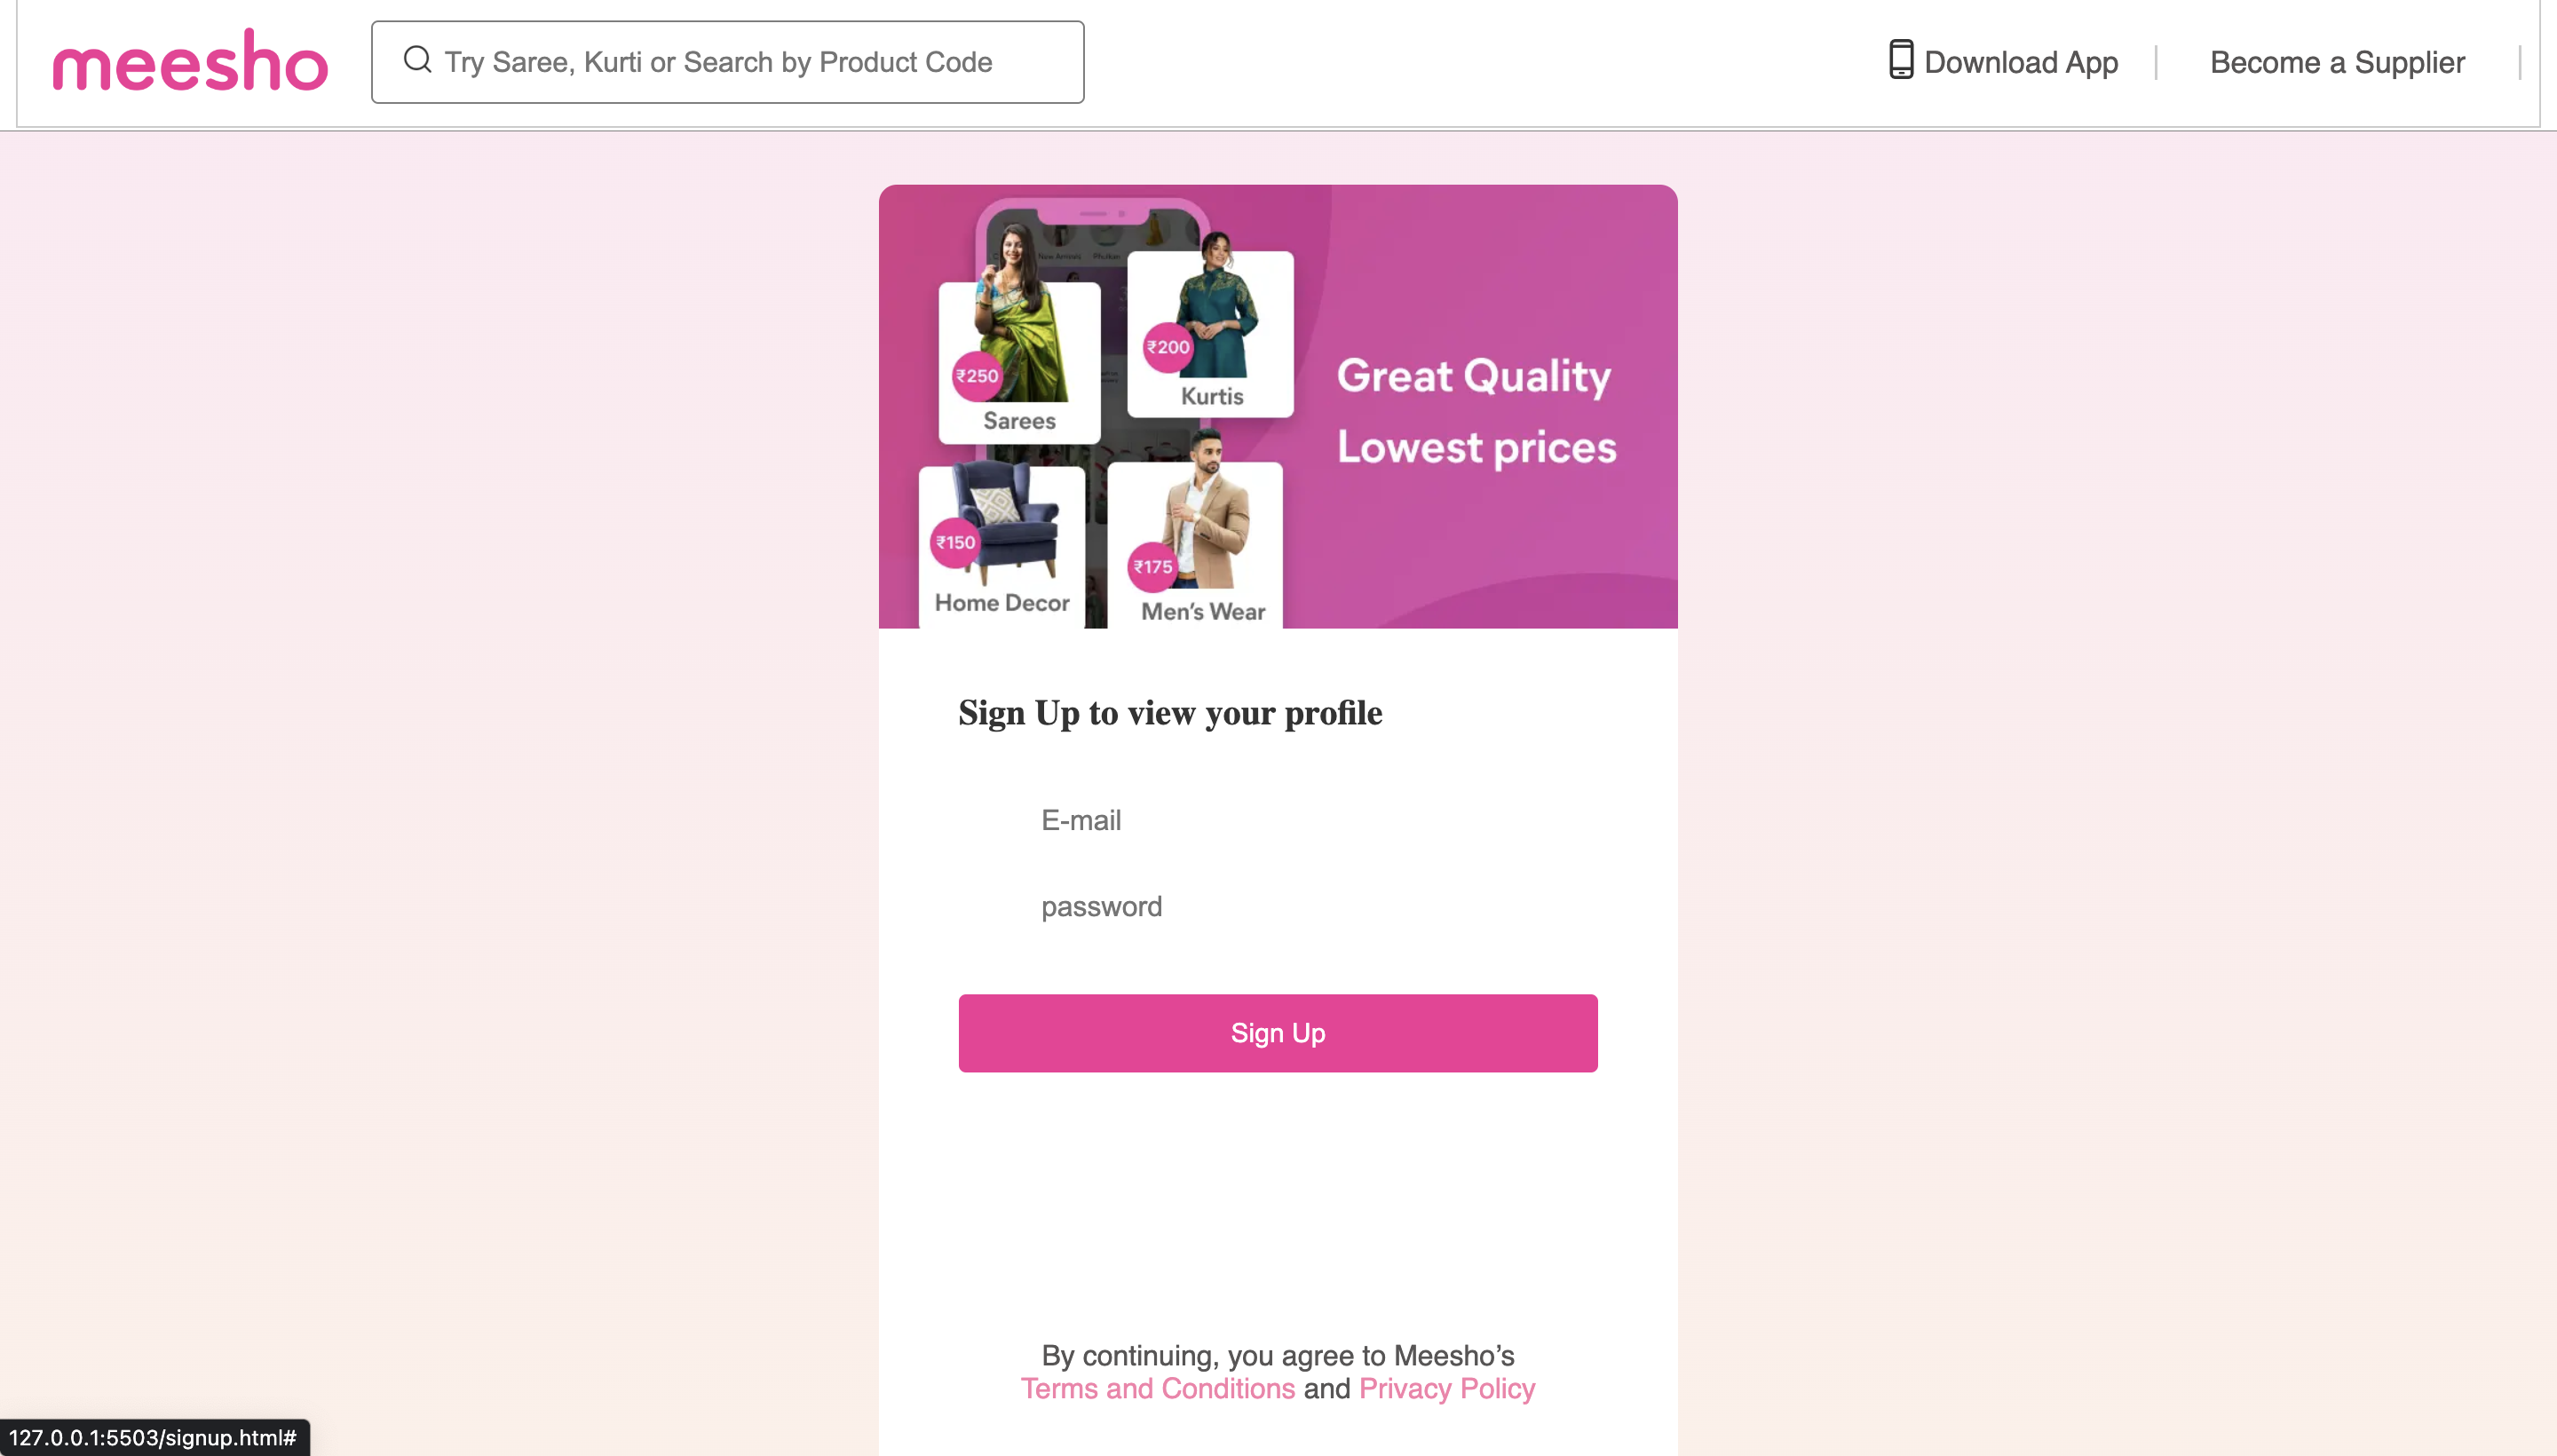 meesho
Try Saree, Kurti or Search by Product Code
Download App
Become a Supplier
New Arrivals
₹250
Sarees
₹200
Kurtis
Great Quality
Lowest prices
₹150
Home Decor
₹175
Men's Wear
Sign Up to view your profile
E-mail
password
Sign Up
By continuing, you agree to Meesho’s
Terms and Conditions and Privacy Policy
127.0.0.1:5503/signup.html#